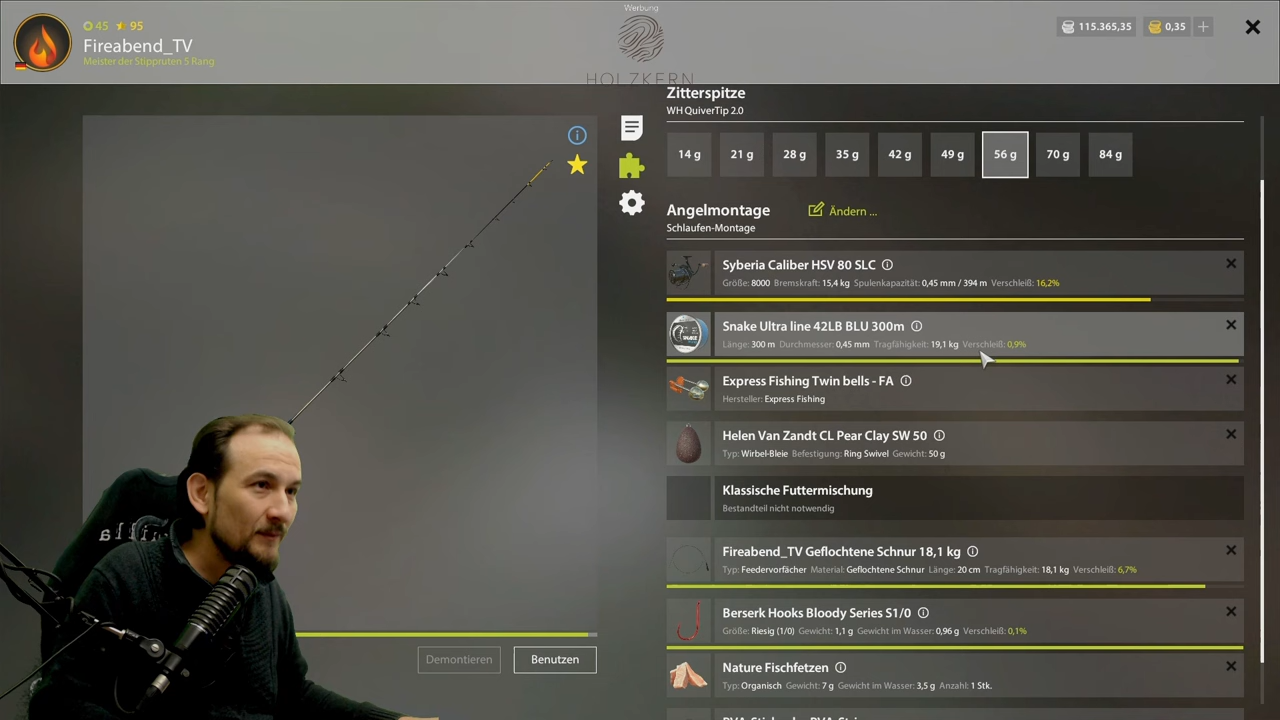 45 95
Fireabend_TV
Meister der Stippruten 5 Rang
Werbung
HOLZKERN
115.365,35
0,35
Zitterspitze
WH QuiverTip 2.0
14 g
21 g
28 g
35 g
42 g
49 g
56 g
70 g
84 g
Angelmontage
Ändern ...
Schlaufen-Montage
Syberia Caliber HSV 80 SLC
Größe: 8000 Bremskraft: 15,4 kg Spulenkapazität: 0,45 mm / 394 m Verschleiß: 16,2%
Snake Ultra line 42LB BLU 300m
Länge: 300 m Durchmesser: 0,45 mm Tragfähigkeit: 19,1 kg Verschleiß: 0,9%
Express Fishing Twin bells - FA
Hersteller: Express Fishing
Helen Van Zandt CL Pear Clay SW 50
Typ: Wirbel-Bleie Befestigung: Ring Swivel Gewicht: 50 g
Klassische Futtermischung
Bestandteil nicht notwendig
Fireabend_TV Geflochtene Schnur 18,1 kg
Typ: Feedervorfächer Material: Geflochtene Schnur Länge: 20 cm Tragfähigkeit: 18,1 kg Verschleiß: 6,7%
Berserk Hooks Bloody Series S1/0
Größe: Riesig (1/0) Gewicht: 1,1 g Gewicht im Wasser: 0,96 g Verschleiß: 0,1%
Nature Fischfetzen
Typ: Organisch Gewicht: 7 g Gewicht im Wasser: 3,5 g Anzahl: 1 Stk.
Demontieren
Benutzen